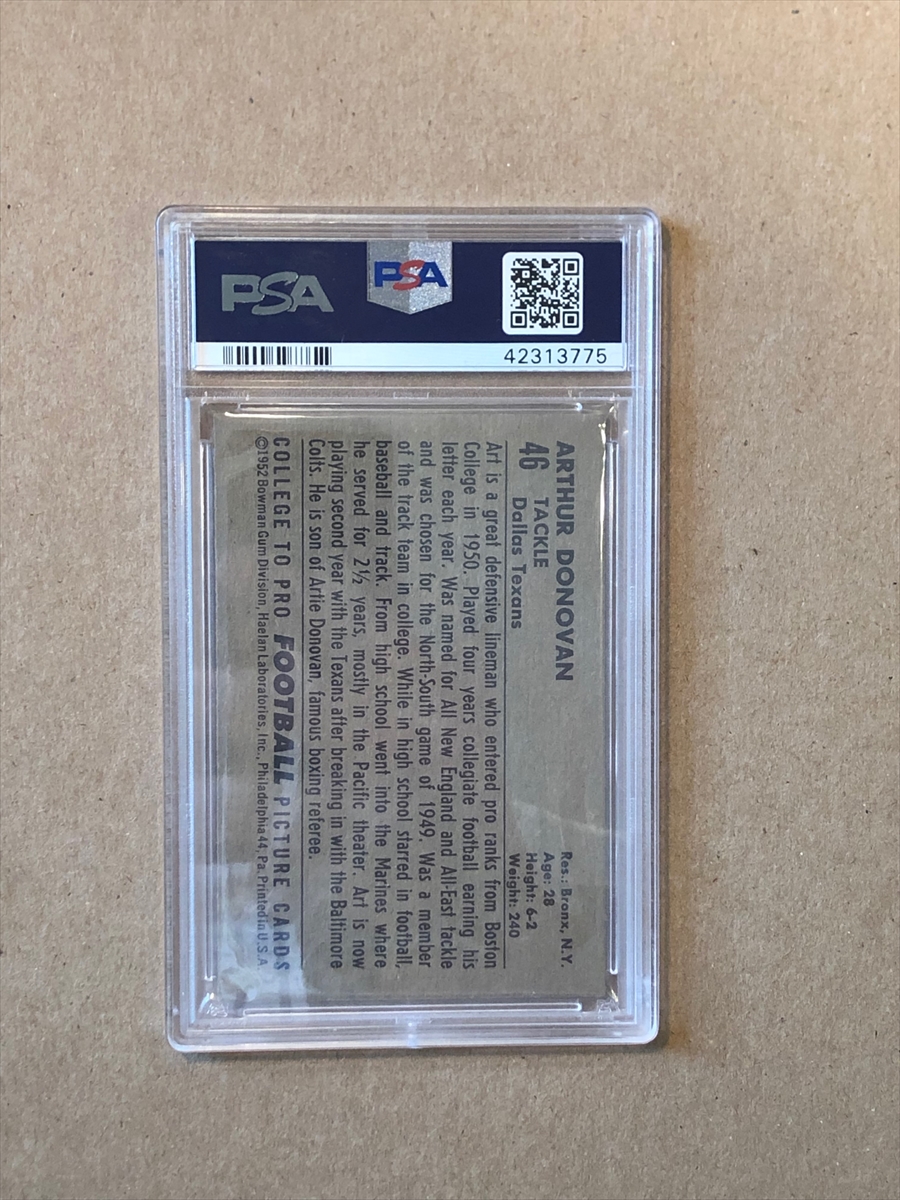 PSA
PSA
42313775
ARTHUR DONOVAN
46 TACKLE
Dallas Texans
Res.: Bronx, N.Y.
Age: 28
Height: 6-2
Weight: 240
Art is a great defensive lineman who entered pro ranks from Boston
College in 1950. Played four years collegiate football earning his
letter each year. Was named for All New England and All-East tackle
and was chosen for the North-South game of 1949. Was a member
of the track team in college. While in high school starred in football,
baseball and track. From high school went into the Marines where
he served for 2½ years, mostly in the Pacific theater. Art is now
playing second year with the Texans after breaking in with the Baltimore
Colts. He is son of Artie Donovan, famous boxing referee.
COLLEGE TO PRO FOOTBALL PICTURE CARDS
©1952 Bowman Gum Division, Haelan Laboratories, Inc., Philadelphia 44, Pa. Printed in U.S.A.